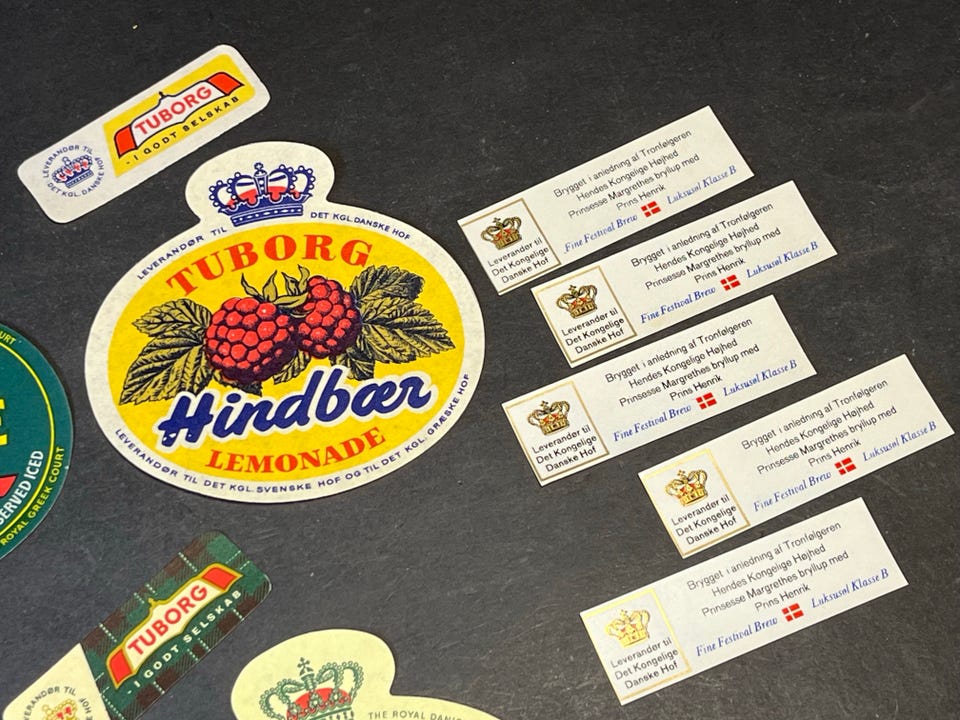 LEVERANDØR TIL
DET KGL. DANSKE HOF
TUBORG
- I GODT SELSKAB
LEVERANDØR TIL DET KGL. DANSKE HOF
TUBORG
Hindbær
LEMONADE
LEVERANDØR TIL DET KGL. SVENSKE HOF OG TIL DET KGL. GRÆSKE HOF
SERVED ICED
ROYAL GREEK COURT
TUBORG
- I GODT SELSKAB
LEVERANDØR TIL
THE ROYAL
Leverandør til
Det Kongelige
Danske Hof
Brygget i anledning af Tronfølgeren
Hendes Kongelige Højhed
Prinsesse Margrethes bryllup med
Prins Henrik
Fine Festival Brew Luksusøl Klasse B
Leverandør til
Det Kongelige
Danske Hof
Brygget i anledning af Tronfølgeren
Hendes Kongelige Højhed
Prinsesse Margrethes bryllup med
Prins Henrik
Fine Festival Brew Luksusøl Klasse B
Leverandør til
Det Kongelige
Danske Hof
Brygget i anledning af Tronfølgeren
Hendes Kongelige Højhed
Prinsesse Margrethes bryllup med
Prins Henrik
Fine Festival Brew Luksusøl Klasse B
Leverandør til
Det Kongelige
Danske Hof
Brygget i anledning af Tronfølgeren
Hendes Kongelige Højhed
Prinsesse Margrethes bryllup med
Prins Henrik
Fine Festival Brew Luksusøl Klasse B
Leverandør til
Det Kongelige
Danske Hof
Brygget i anledning af Tronfølgeren
Hendes Kongelige Højhed
Prinsesse Margrethes bryllup med
Prins Henrik
Fine Festival Brew Luksusøl Klasse B